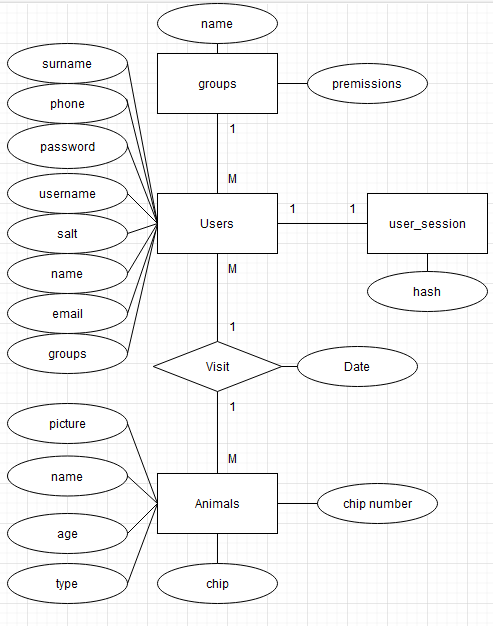 name
groups
premissions
surname
phone
password
username
salt
name
email
groups
1
M
Users
1
1
user_session
hash
M
1
Visit
Date
1
M
picture
name
age
type
Animals
chip number
chip